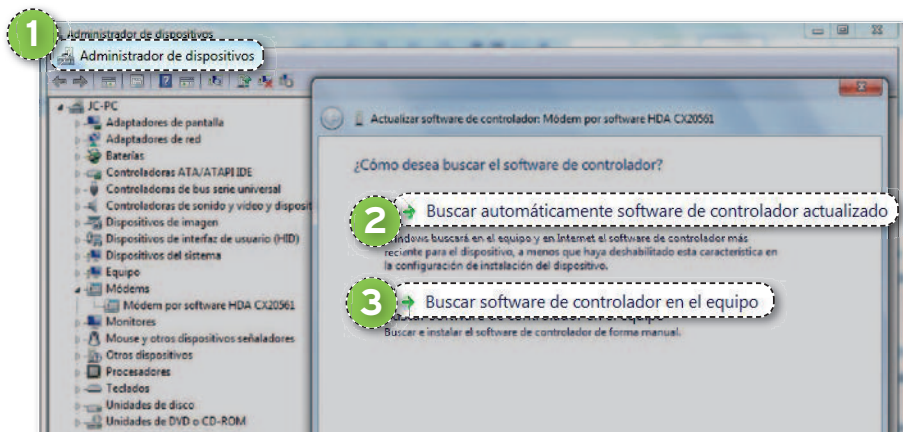 1
Administrador de dispositivos
Administrador de dispositivos
JC-PC
Adaptadores de pantalla
Adaptadores de red
Baterías
Controladoras ATA/ATAPI IDE
Controladoras de bus serie universal
Controladoras de sonido y video y disposit
Dispositivos de imagen
Dispositivos de interfaz de usuario (HID)
Dispositivos del sistema
Equipo
Módems
Módem por software HDA CX20561
Monitores
Mouse y otros dispositivos señaladores
Otros dispositivos
Procesadores
Teclados
Unidades de disco
Unidades de DVD o CD-ROM
Actualizar software de controlador: Módem por software HDA CX20561
¿Cómo desea buscar el software de controlador?
2
Buscar automáticamente software de controlador actualizado
Windows buscará en el equipo y en Internet el software de controlador más
reciente para el dispositivo, a menos que haya deshabilitado esta característica en
la configuración de instalación del dispositivo.
3
Buscar software de controlador en el equipo
Buscar e instalar el software de controlador de forma manual.